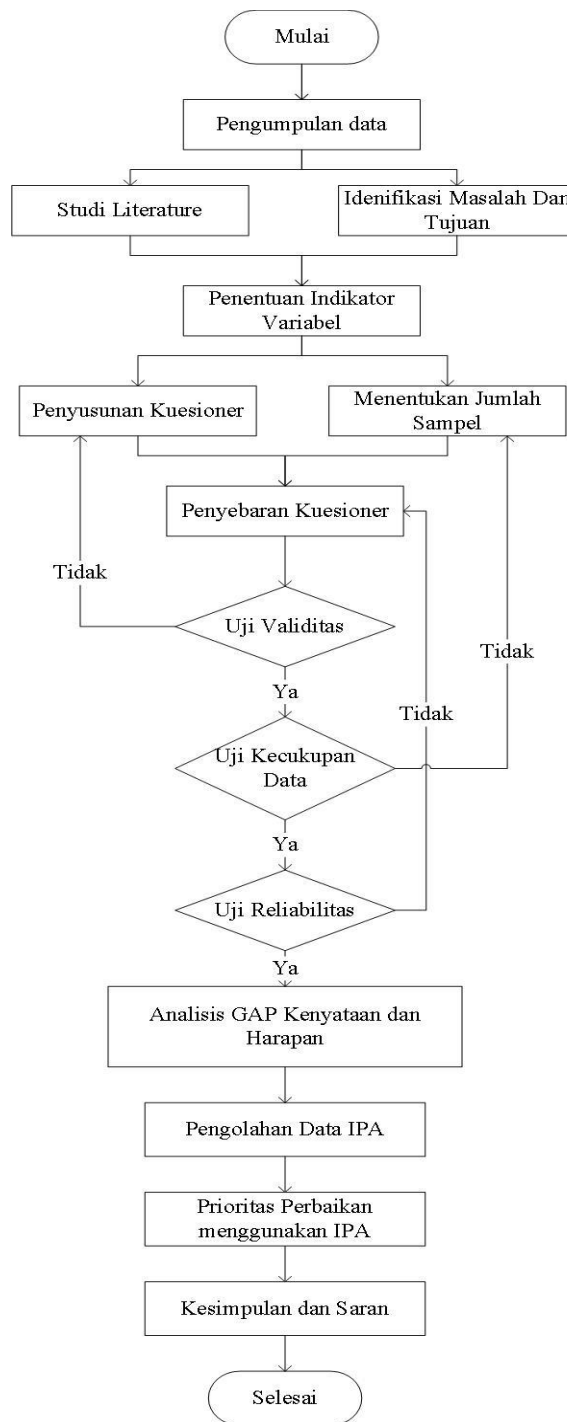 Mulai
Pengumpulan data
Studi Literature
Idenifikasi Masalah Dan
Tujuan
Penentuan Indikator
Variabel
Penyusunan Kuesioner
Menentukan Jumlah
Sampel
Penyebaran Kuesioner
Tidak
Uji Validitas
Tidak
Ya
Tidak
Uji Kecukupan
Data
Ya
Uji Reliabilitas
Ya
Analisis GAP Kenyataan dan
Harapan
Pengolahan Data IPA
Prioritas Perbaikan
menggunakan IPA
Kesimpulan dan Saran
Selesai